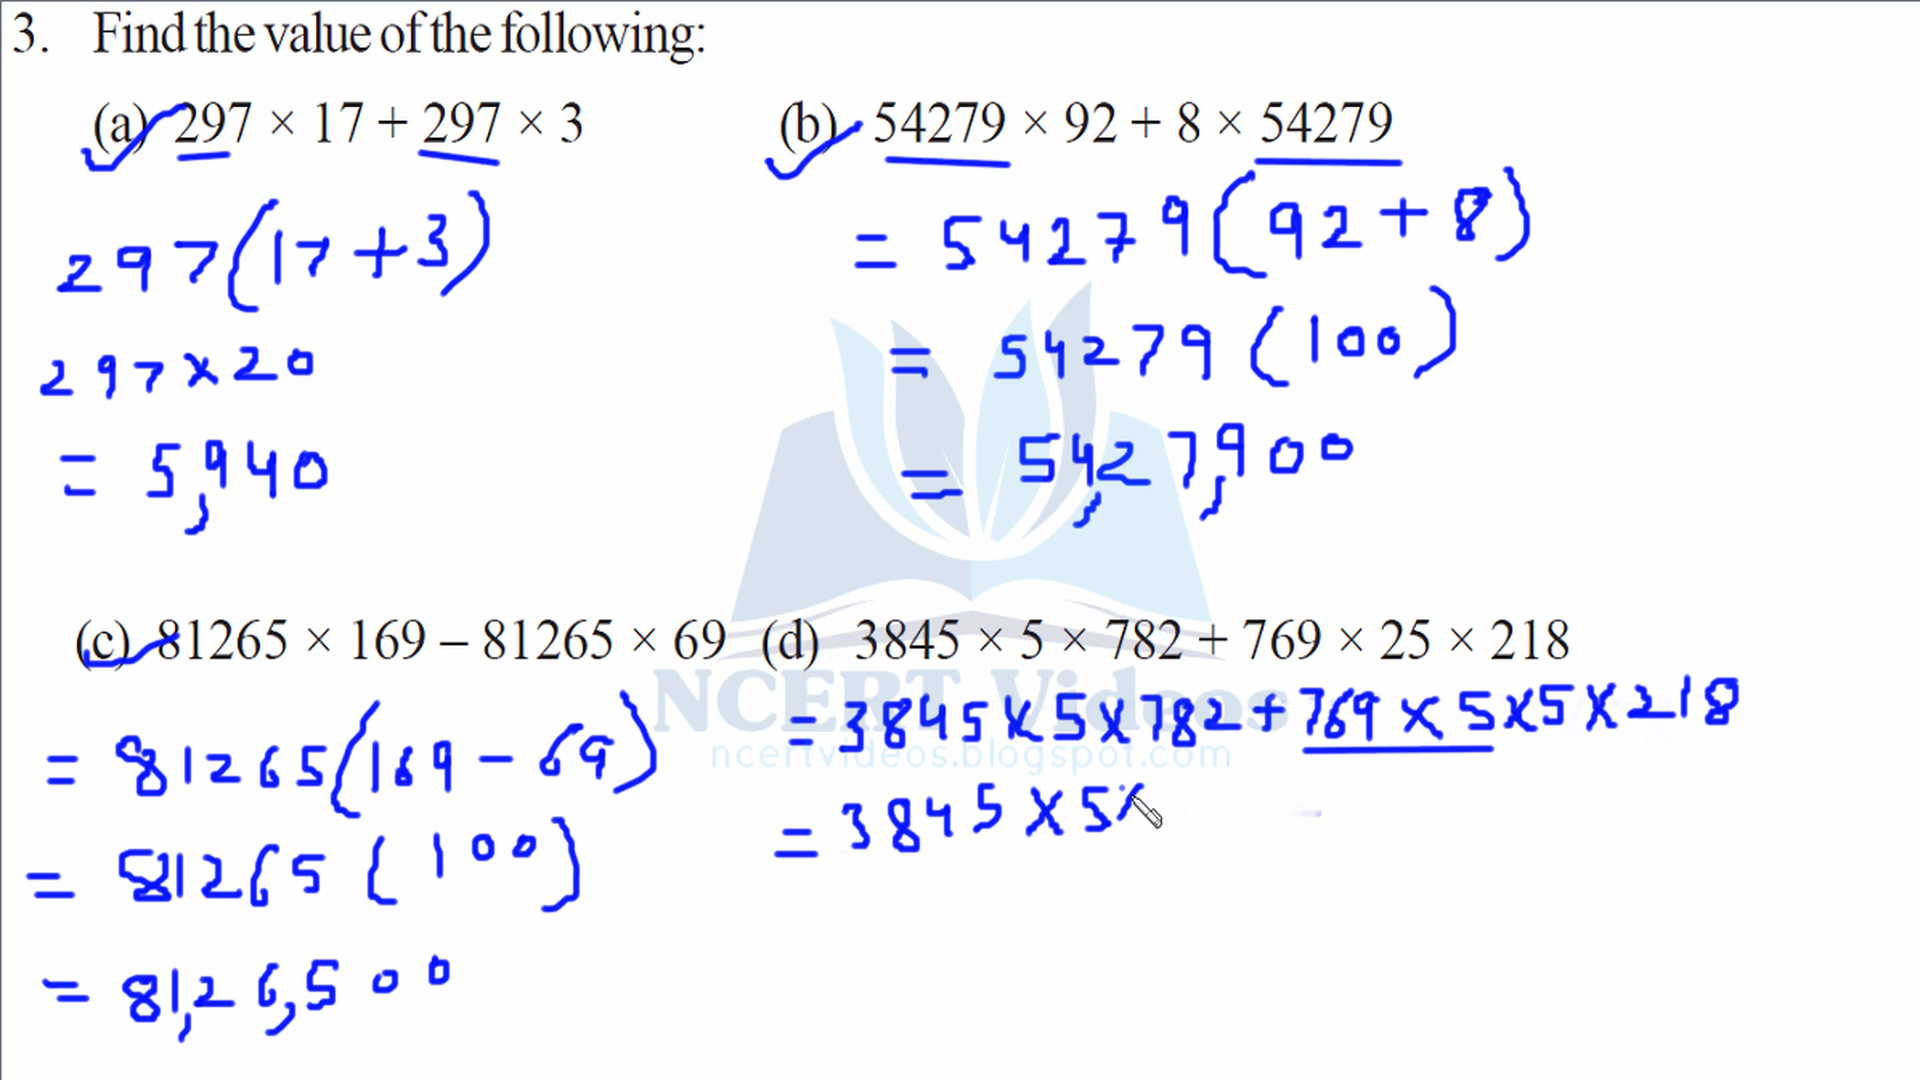 3. Find the value of the following:
(a) 297 × 17 + 297 × 3
297(17+3)
297×20
= 5,940
(b) 54279 × 92 + 8 × 54279
= 54279(92+8)
= 54279(100)
= 54,27,900
(c) 81265 × 169 – 81265 × 69
= 81265(169-69)
= 81265(100)
= 81,26,500
(d) 3845 × 5 × 782 + 769 × 25 × 218
= 3845×5×782+769×5×5×218
= 3845×5×
NCERT Videos
ncertvideos.blogspot.com